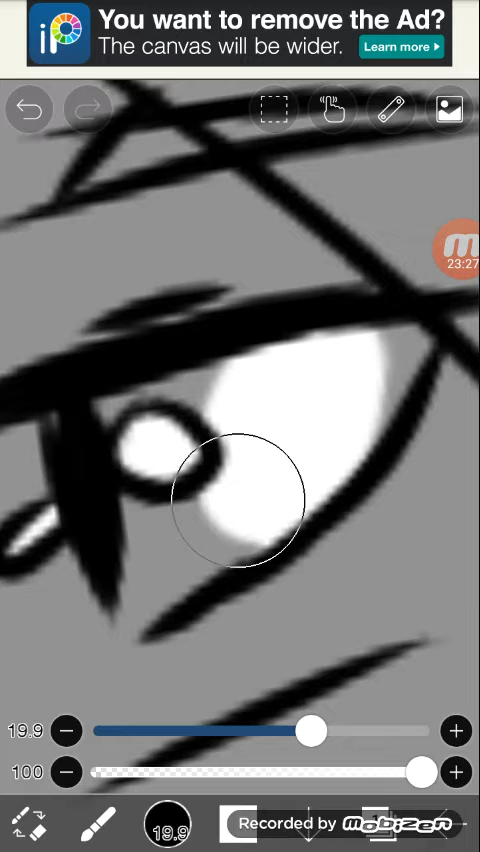 iP
You want to remove the Ad?
The canvas will be wider.
Learn more
23:27
19.9
100
19.9
Recorded by mobizen